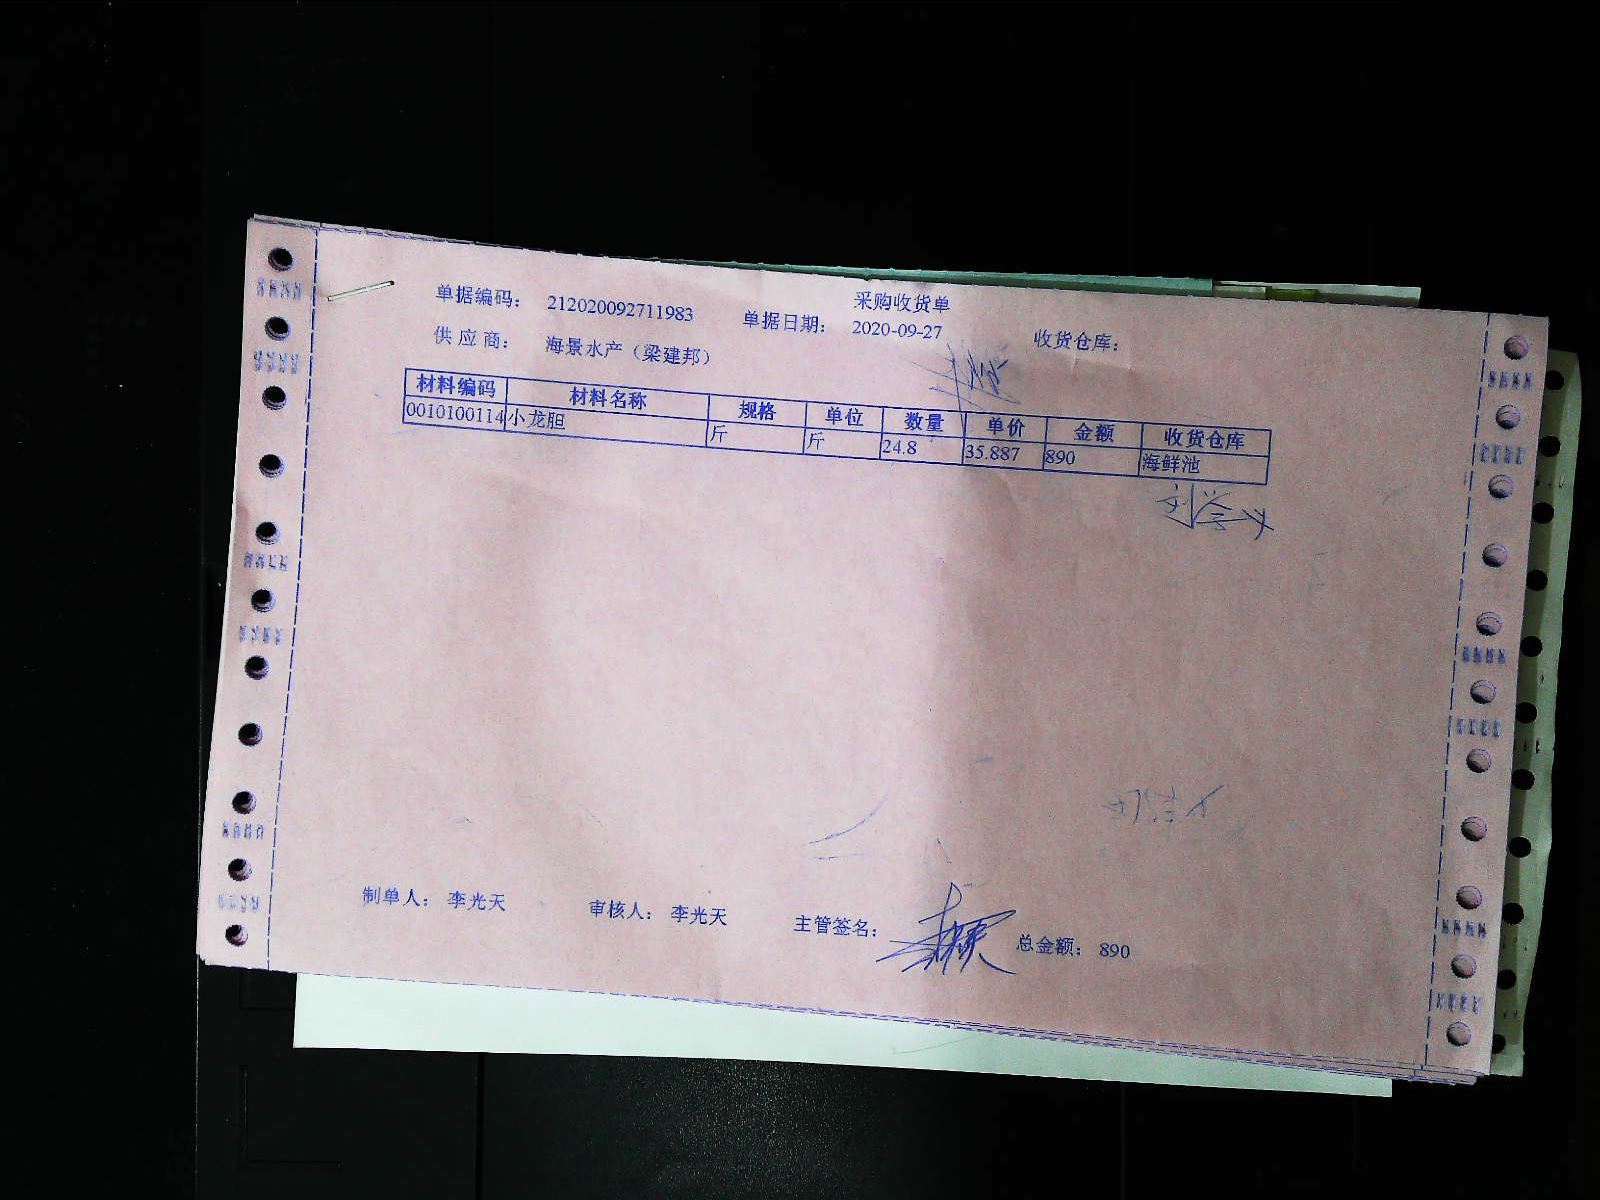 采购收货单
单据编码： 212020092711983 单据日期： 2020-09-27 收货仓库：
供应商： 海景水产（梁建邦）
材料编码 材料名称 规格 单位 数量 单价 金额 收货仓库
0010100114 小龙胆 斤 斤 24.8 35.887 890 海鲜池
制单人： 李光天 审核人： 李光天 主管签名： 总金额： 890